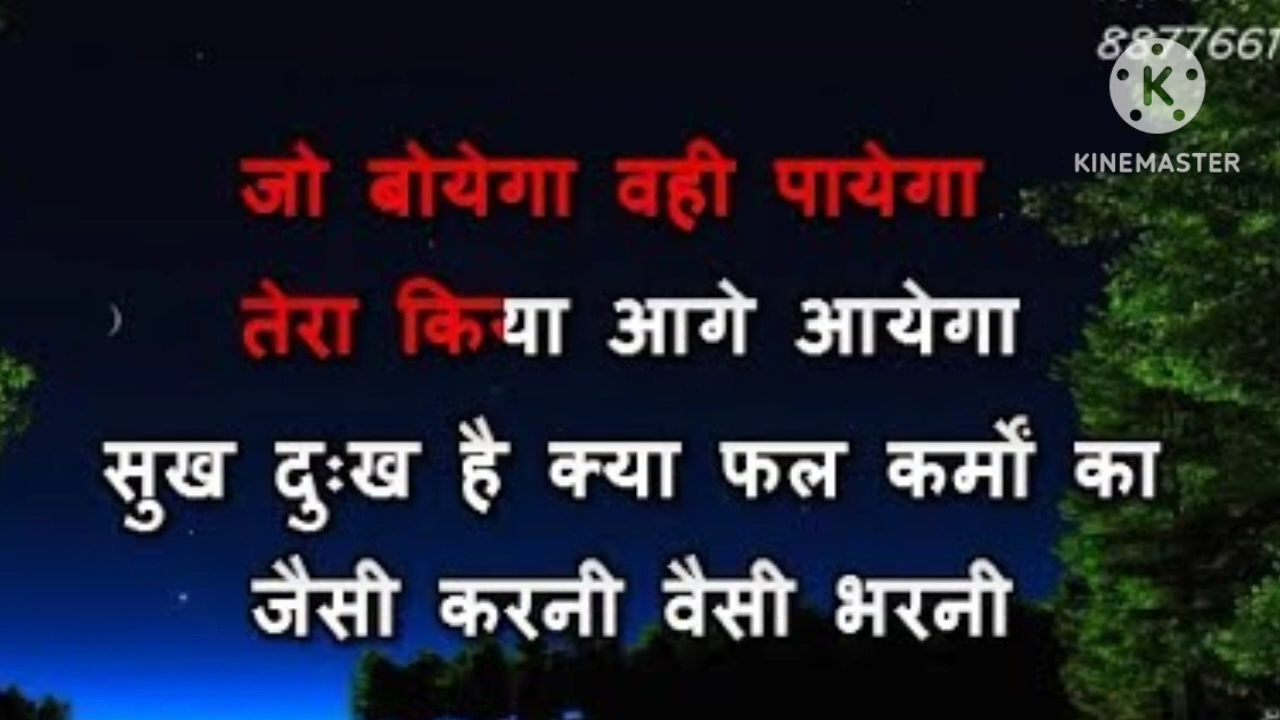 8877661
KINEMASTER
जो बोयेगा वही पायेगा
तेरा किया आगे आयेगा
सुख दुःख है क्या फल कर्मों का
जैसी करनी वैसी भरनी